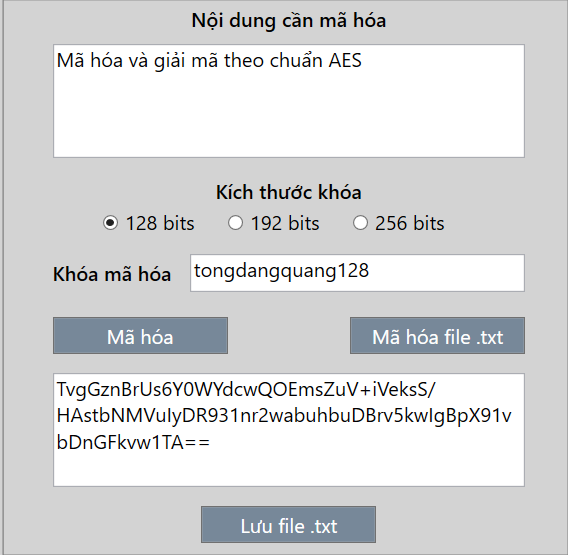 Nội dung cần mã hóa
Mã hóa và giải mã theo chuẩn AES
Kích thước khóa
128 bits 192 bits 256 bits
Khóa mã hóa tongdangquang128
Mã hóa Mã hóa file .txt
TvgGznBrUs6Y0WYdcwQOEmsZuV+iVeksS/
HAstbNMVuIyDR931nr2wabuhbuDBrv5kwIgBpX91v
bDnGFkvw1TA==
Lưu file .txt